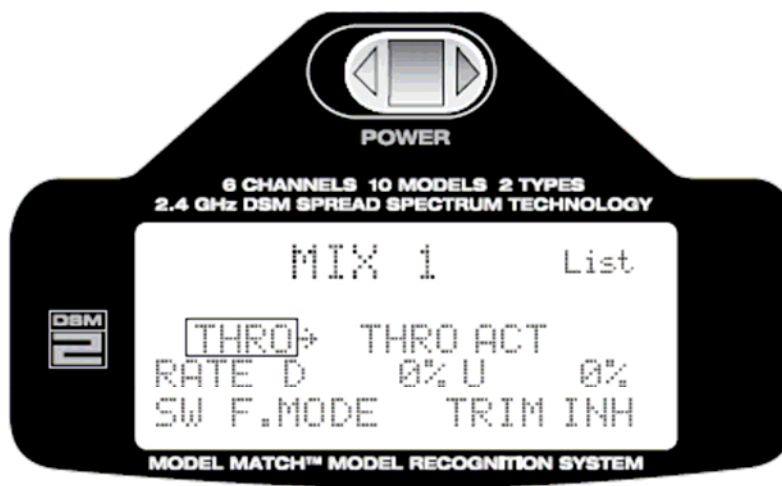 POWER
6 CHANNELS 10 MODELS 2 TYPES
2.4 GHz DSM SPREAD SPECTRUM TECHNOLOGY
MIX 1 List
DSM
2
THRO→ THRO ACT
RATE D 0% U 0%
SW F.MODE TRIM INH
MODEL MATCH™ MODEL RECOGNITION SYSTEM